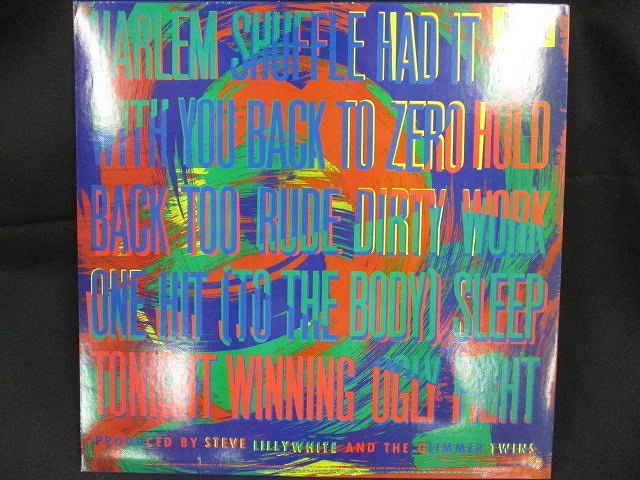 HARLEM SHUFFLE HAD IT
WITH YOU BACK TO ZERO HOLD
BACK TOO RUDE DIRTY WORK
ONE HIT (TO THE BODY) SLEEP
TONIGHT WINNING UGLY FIGHT
PRODUCED BY STEVE LILLYWHITE AND THE GLIMMER TWINS